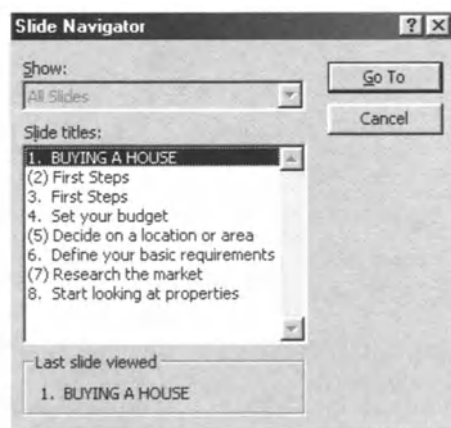 Slide Navigator
Show:
All Slides
Go To
Cancel
Slide titles:
1. BUYING A HOUSE
(2) First Steps
3. First Steps
4. Set your budget
(5) Decide on a location or area
6. Define your basic requirements
(7) Research the market
8. Start looking at properties
Last slide viewed
1. BUYING A HOUSE